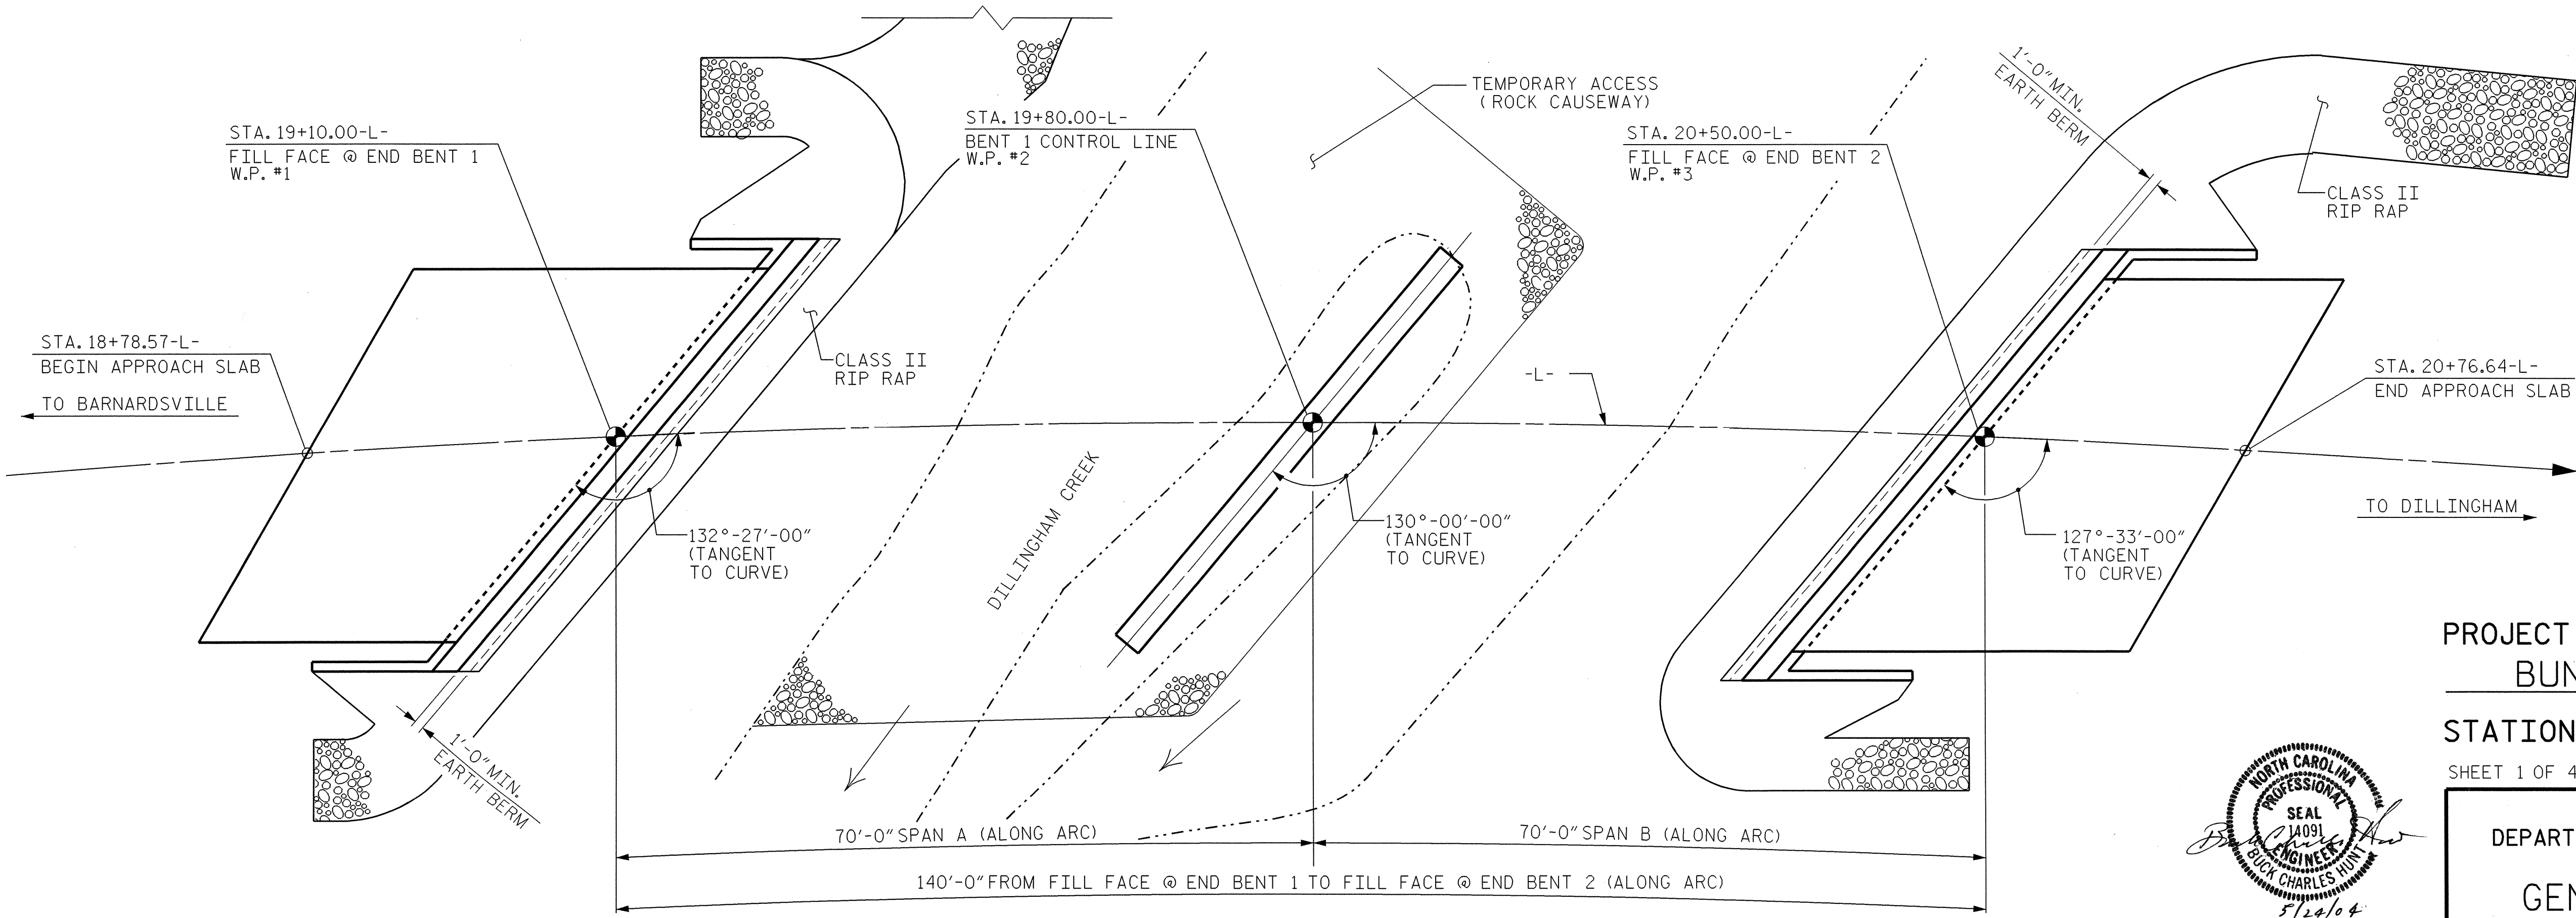 TEMPORARY ACCESS
(ROCK CAUSEWAY)
1'-0" MIN.
EARTH BERM
STA. 19+10.00-L-
FILL FACE @ END BENT 1
W.P. #1
STA. 19+80.00-L-
BENT 1 CONTROL LINE
W.P. #2
STA. 20+50.00-L-
FILL FACE @ END BENT 2
W.P. #3
CLASS II
RIP RAP
STA. 18+78.57-L-
BEGIN APPROACH SLAB
TO BARNARDSVILLE
CLASS II
RIP RAP
-L-
STA. 20+76.64-L-
END APPROACH SLAB
TO DILLINGHAM
132°-27'-00"
(TANGENT
TO CURVE)
DILLINGHAM CREEK
130°-00'-00"
(TANGENT
TO CURVE)
127°-33'-00"
(TANGENT
TO CURVE)
1'-0" MIN.
EARTH BERM
70'-0" SPAN A (ALONG ARC)
70'-0" SPAN B (ALONG ARC)
140'-0" FROM FILL FACE @ END BENT 1 TO FILL FACE @ END BENT 2 (ALONG ARC)
PROJECT
BUN
STATION
SHEET 1 OF 4
DEPART
GEN
NORTH CAROLINA
PROFESSIONAL
SEAL
14091
ENGINEER
BUCK CHARLES HUNT
5/24/04